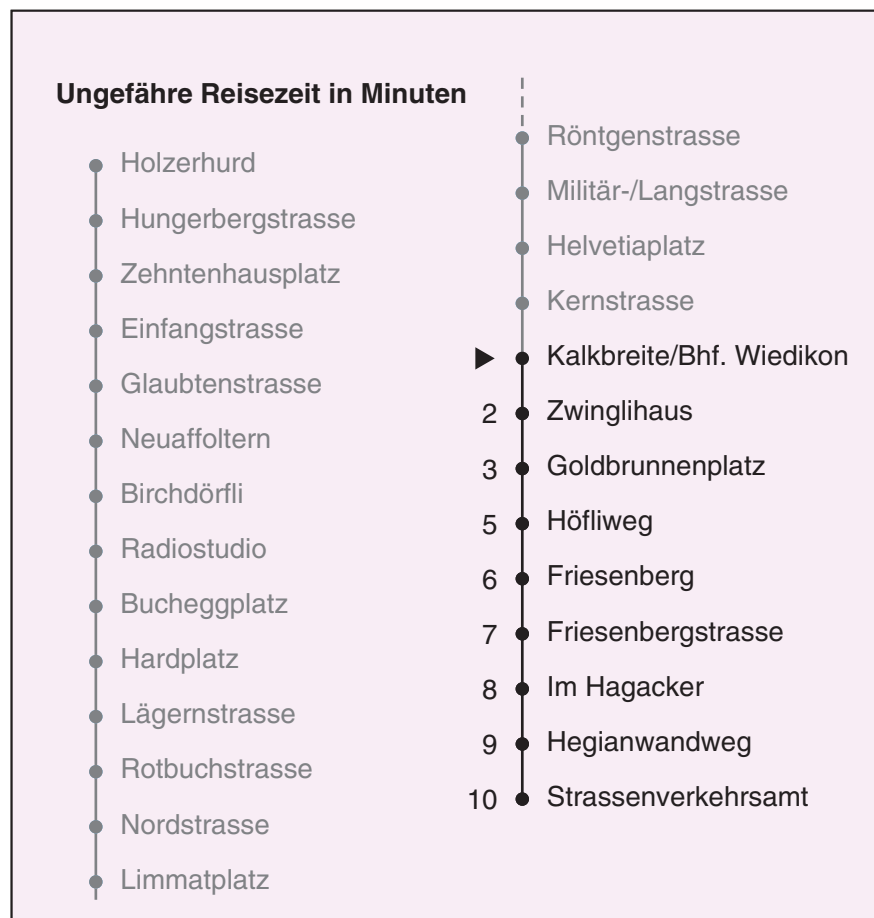 Ungefähre Reisezeit in Minuten
Holzerhurd
Hungerbergstrasse
Zehntenhausplatz
Einfangstrasse
Glaubtenstrasse
Neuaffoltern
Birchdörfli
Radiostudio
Bucheggplatz
Hardplatz
Lägernstrasse
Rotbuchstrasse
Nordstrasse
Limmatplatz
Röntgenstrasse
Militär-/Langstrasse
Helvetiaplatz
Kernstrasse
Kalkbreite/Bhf. Wiedikon
2 Zwinglihaus
3 Goldbrunnenplatz
5 Höfliweg
6 Friesenberg
7 Friesenbergstrasse
8 Im Hagacker
9 Hegianwandweg
10 Strassenverkehrsamt